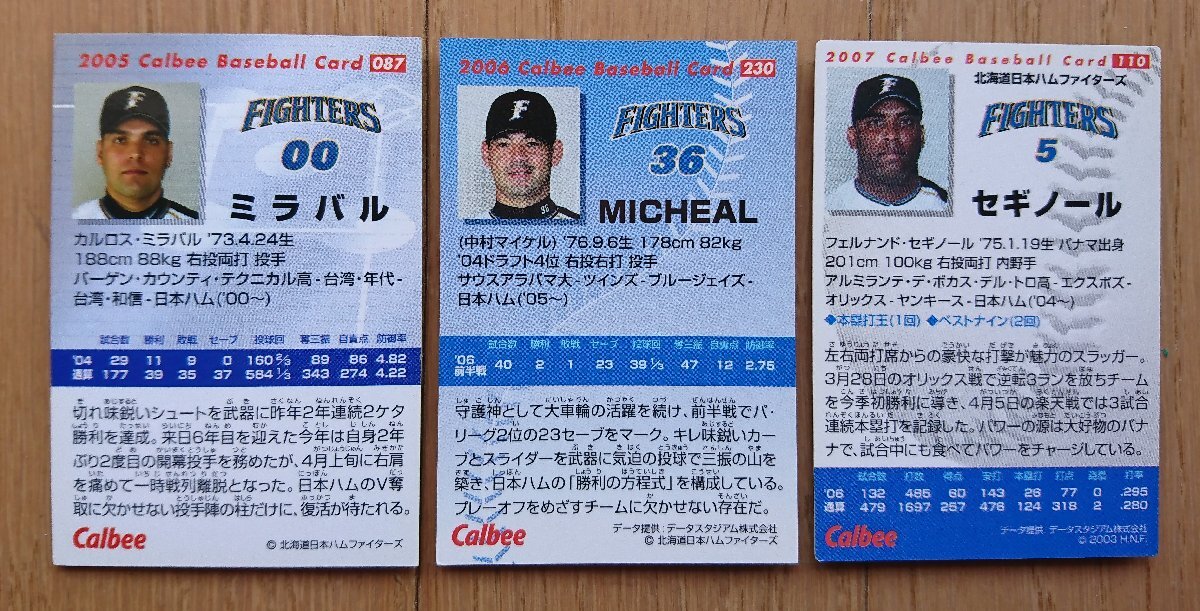 2005 Calbee Baseball Card 087
FIGHTERS
00
ミラバル
カルロス・ミラバル '73.4.24生
188cm 88kg 右投両打 投手
バーゲン・カウンティ・テクニカル高 - 台湾・年代 -
台湾・和信 - 日本ハム('00〜)
試合数 勝利 敗戦 セーブ 投球回 奪三振 自責点 防御率
'04 29 11 9 0 160 2/3 89 86 4.82
通算 177 39 35 37 584 1/3 343 274 4.22
切れ味鋭いシュートを武器に昨年2年連続2ケタ
勝利を達成。来日6年目を迎えた今年は自身2年
ぶり2度目の開幕投手を務めたが、4月上旬に右肩
を痛めて一時戦列離脱となった。日本ハムのV奪
取に欠かせない投手陣の柱だけに、復活が待たれる。
Calbee
© 北海道日本ハムファイターズ
2006 Calbee Baseball Card 230
FIGHTERS
36
MICHEAL
(中村マイケル) '76.9.6生 178cm 82kg
'04ドラフト4位 右投右打 投手
サウスアラバマ大 - ツインズ - ブルージェイズ -
日本ハム('05〜)
試合数 勝利 敗戦 セーブ 投球回 奪三振 自責点 防御率
'06前半戦 40 2 1 23 39 1/3 47 12 2.75
守護神として大車輪の活躍を続け、前半戦でパ・
リーグ2位の23セーブをマーク。キレ味鋭いカー
ブとスライダーを武器に気迫の投球で三振の山を
築き、日本ハムの「勝利の方程式」を構成している。
プレーオフをめざすチームに欠かせない存在だ。
Calbee
データ提供：データスタジアム株式会社
© 北海道日本ハムファイターズ
2007 Calbee Baseball Card 110
北海道日本ハムファイターズ
FIGHTERS
5
セギノール
フェルナンド・セギノール '75.1.19生 パナマ出身
201cm 100kg 右投両打 内野手
アルミランテ・デ・ボカス・デル・トロ高 - エクスポズ -
オリックス - ヤンキース - 日本ハム('04〜)
◆本塁打王(1回) ◆ベストナイン(2回)
左右両打席からの豪快な打撃が魅力のスラッガー。
3月28日のオリックス戦で逆転3ランを放ちチーム
を今季初勝利に導き、4月5日の楽天戦では3試合
連続本塁打を記録した。パワーの源は大好物のバナ
ナで、試合中にも食べてパワーをチャージしている。
試合数 打数 得点 安打 本塁打 打点 盗塁 打率
'06 132 485 60 143 26 77 0 .295
通算 479 1697 257 476 124 318 2 .280
Calbee
データ提供：データスタジアム株式会社
© 2003 H.N.F.